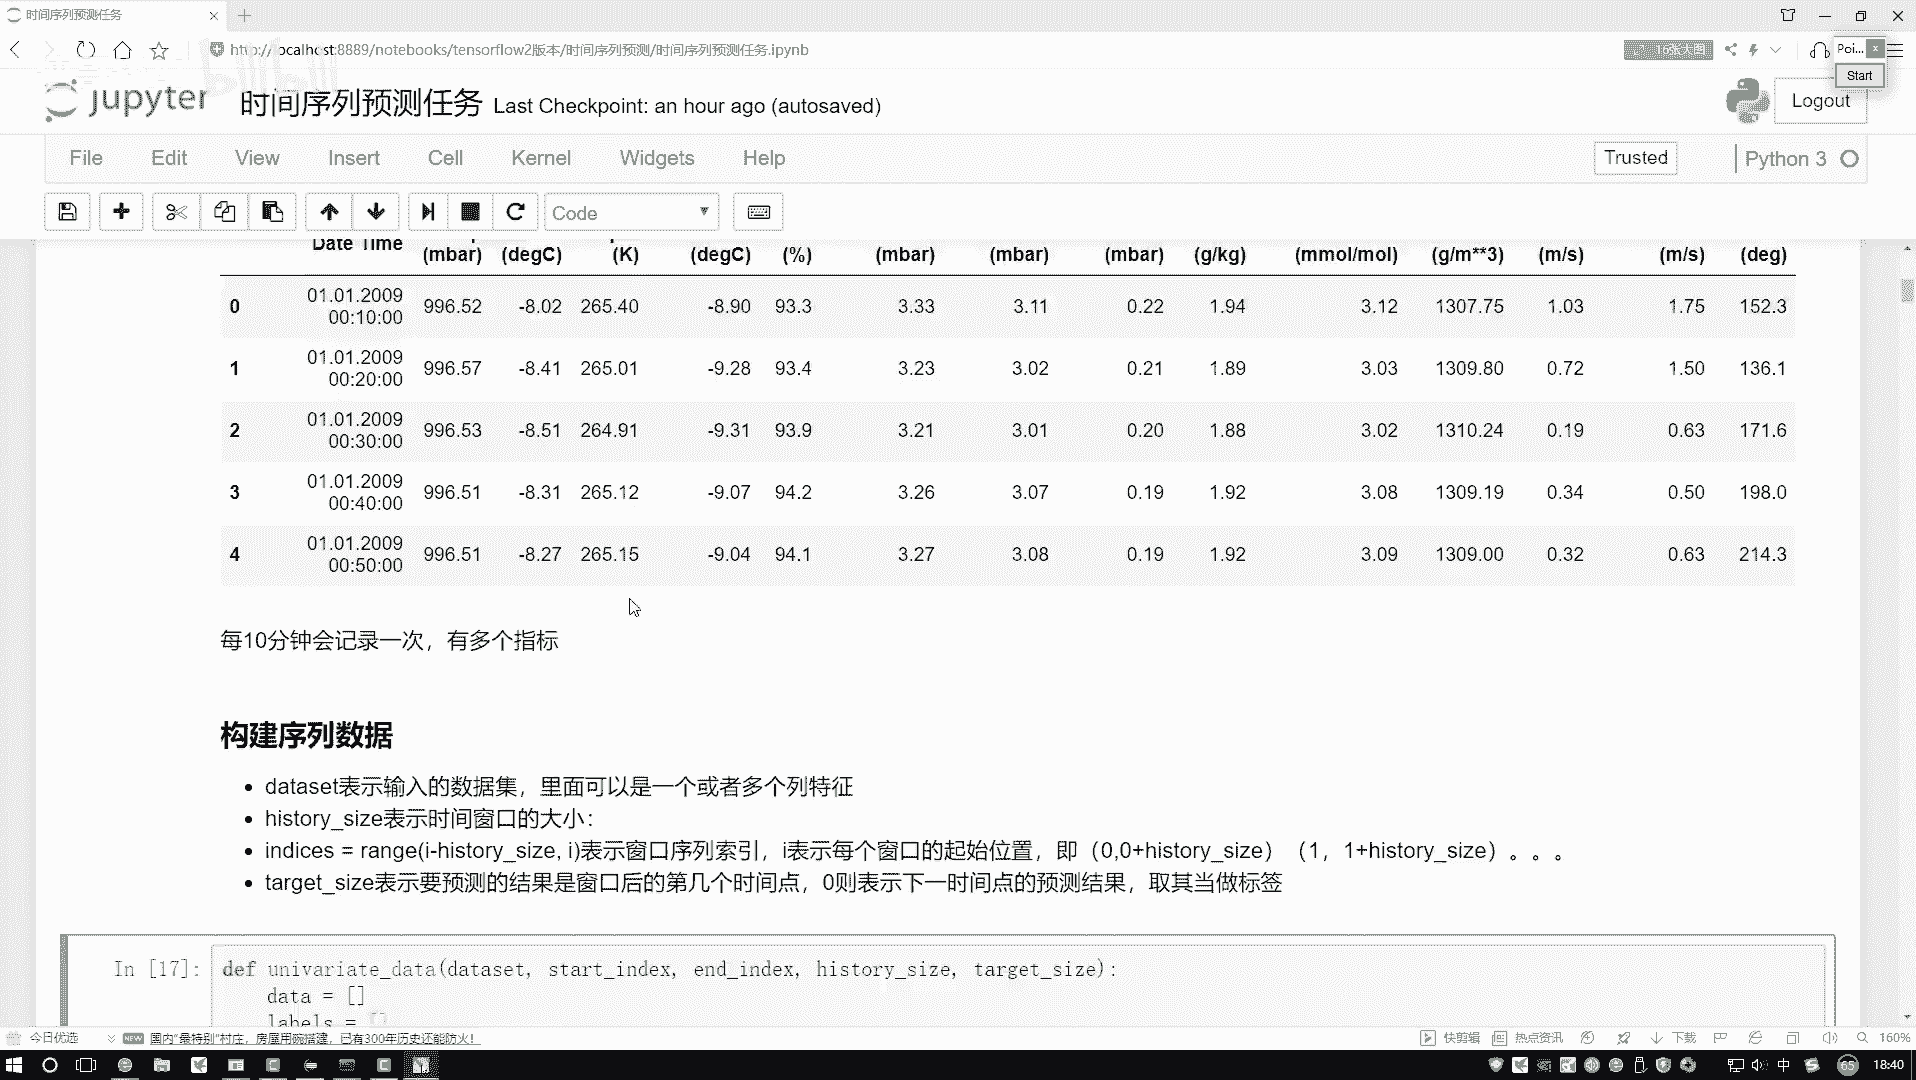 时间序列预测任务
http://localhost:8889/notebooks/tensorflow2版本/时间序列预测/时间序列预测任务.ipynb
16张大图
Poi...
Start
jupyter 时间序列预测任务 Last Checkpoint: an hour ago (autosaved)
Logout
File Edit View Insert Cell Kernel Widgets Help
Trusted
Python 3
Code
Date Time (mbar) (degC) (K) (degC) (%) (mbar) (mbar) (mbar) (g/kg) (mmol/mol) (g/m**3) (m/s) (m/s) (deg)
0 01.01.2009 00:10:00 996.52 -8.02 265.40 -8.90 93.3 3.33 3.11 0.22 1.94 3.12 1307.75 1.03 1.75 152.3
1 01.01.2009 00:20:00 996.57 -8.41 265.01 -9.28 93.4 3.23 3.02 0.21 1.89 3.03 1309.80 0.72 1.50 136.1
2 01.01.2009 00:30:00 996.53 -8.51 264.91 -9.31 93.9 3.21 3.01 0.20 1.88 3.02 1310.24 0.19 0.63 171.6
3 01.01.2009 00:40:00 996.51 -8.31 265.12 -9.07 94.2 3.26 3.07 0.19 1.92 3.08 1309.19 0.34 0.50 198.0
4 01.01.2009 00:50:00 996.51 -8.27 265.15 -9.04 94.1 3.27 3.08 0.19 1.92 3.09 1309.00 0.32 0.63 214.3
每10分钟会记录一次，有多个指标
构建序列数据
dataset表示输入的数据集，里面可以是一个或者多个列特征
history_size表示时间窗口的大小：
indices = range(i-history_size, i)表示窗口序列索引，i表示每个窗口的起始位置，即（0,0+history_size）（1，1+history_size）。。。
target_size表示要预测的结果是窗口后的第几个时间点，0则表示下一时间点的预测结果，取其当做标签
In [17]: def univariate_data(dataset, start_index, end_index, history_size, target_size):
data = []
labels = []
今日优选
NEW 国内"最特别"村庄，房屋用碗搭建，已有300年历史还能防火！
快剪辑
热点资讯
下载
160%
中
65
18:40